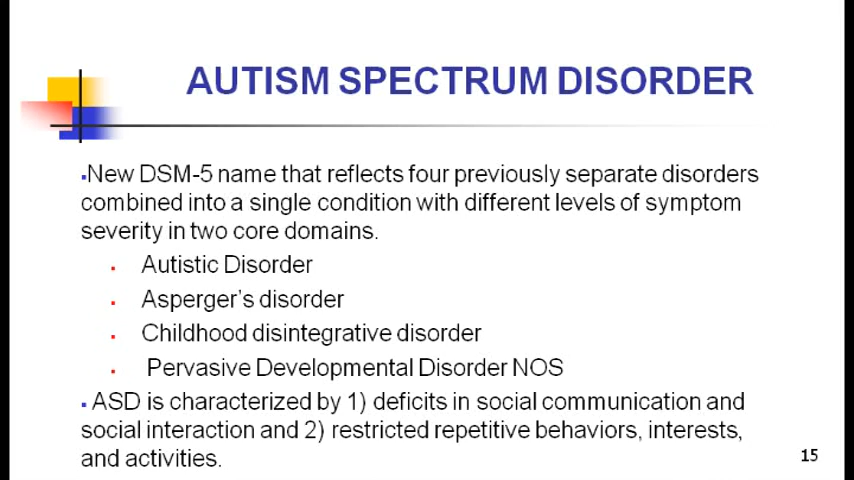 AUTISM SPECTRUM DISORDER
▪New DSM-5 name that reflects four previously separate disorders
combined into a single condition with different levels of symptom
severity in two core domains.
▪ Autistic Disorder
▪ Asperger's disorder
▪ Childhood disintegrative disorder
▪ Pervasive Developmental Disorder NOS
▪ ASD is characterized by 1) deficits in social communication and
social interaction and 2) restricted repetitive behaviors, interests,
and activities.
15